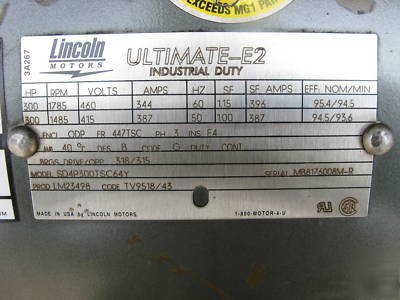 EXCEEDS MG1 PAR
3A267
Lincoln
MOTORS
ULTIMATE-E2
INDUSTRIAL DUTY
HP RPM VOLTS AMPS HZ SF SF AMPS EFF: NOM/MIN
300 1785 460 344 60 1.15 396 95.4/94.5
300 1485 415 387 50 1.00 387 94.5/93.6
ENCL ODP FR 447TSC PH 3 INS F4
AMB 40 °C DES B CODE G DUTY CONT
BRGS DRIVE/OPP 318/315
MODEL SD4P300TSC64Y SERIAL MB8176008M-R
PROD LM23498 CODE TV9518/43
MADE IN USA by LINCOLN MOTORS 1-800-MOTOR-4-U